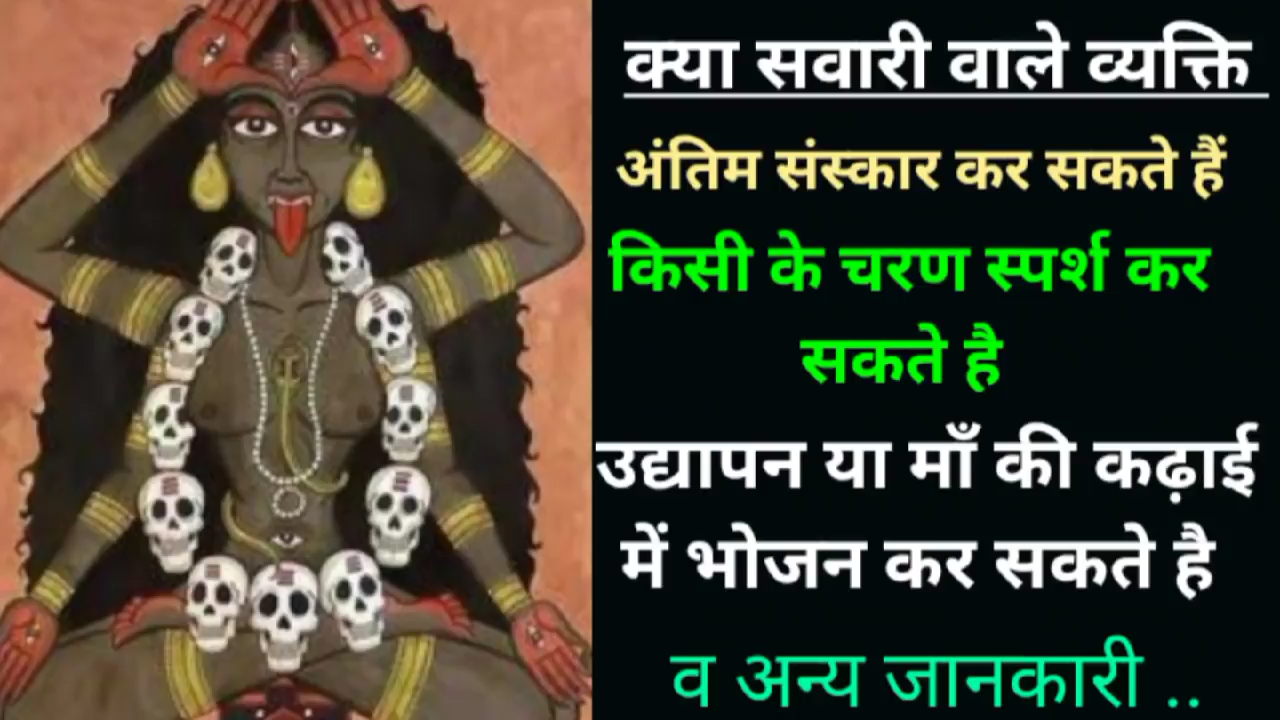 क्या सवारी वाले व्यक्ति
अंतिम संस्कार कर सकते हैं
किसी के चरण स्पर्श कर
सकते है
उद्यापन या माँ की कढ़ाई
में भोजन कर सकते है
व अन्य जानकारी ..